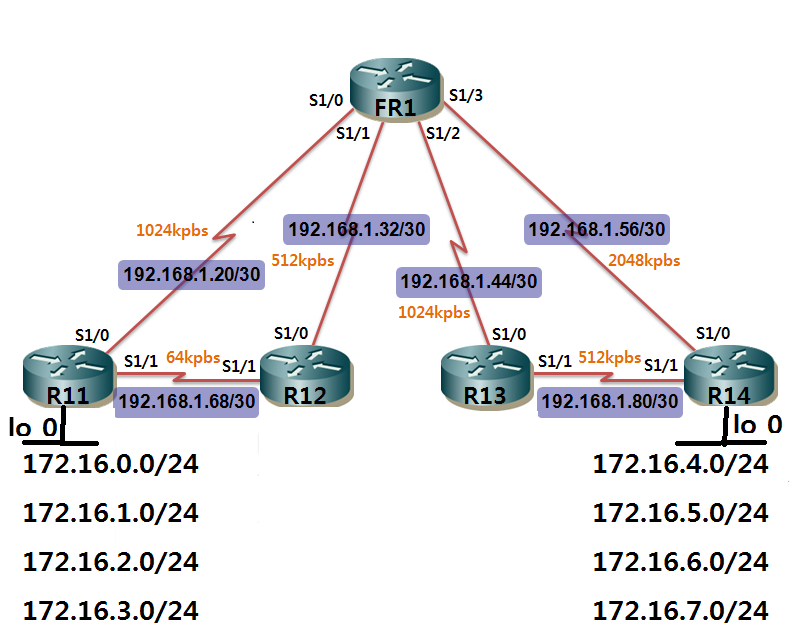 FR1
S1/0
S1/3
S1/1
S1/2
1024kpbs
192.168.1.32/30
192.168.1.56/30
512kpbs
2048kpbs
192.168.1.20/30
192.168.1.44/30
1024kpbs
S1/0
S1/0
S1/0
S1/0
S1/1
64kpbs
S1/1
S1/1
512kpbs
S1/1
R11
R12
R13
R14
192.168.1.68/30
192.168.1.80/30
lo 0
lo 0
172.16.0.0/24
172.16.4.0/24
172.16.1.0/24
172.16.5.0/24
172.16.2.0/24
172.16.6.0/24
172.16.3.0/24
172.16.7.0/24